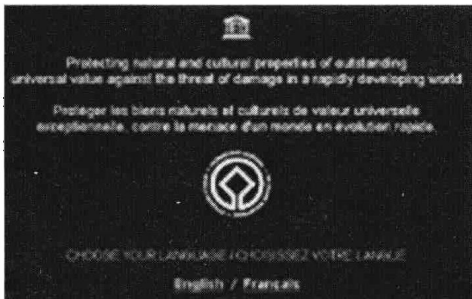 Protecting natural and cultural properties of outstanding
universal value against the threat of damage in a rapidly developing world
Protéger les biens naturels et culturels de valeur universelle
exceptionnelle, contre la menace d'un monde en évolution rapide.
CHOOSE YOUR LANGUAGE / CHOISISSEZ VOTRE LANGUE
English / Français